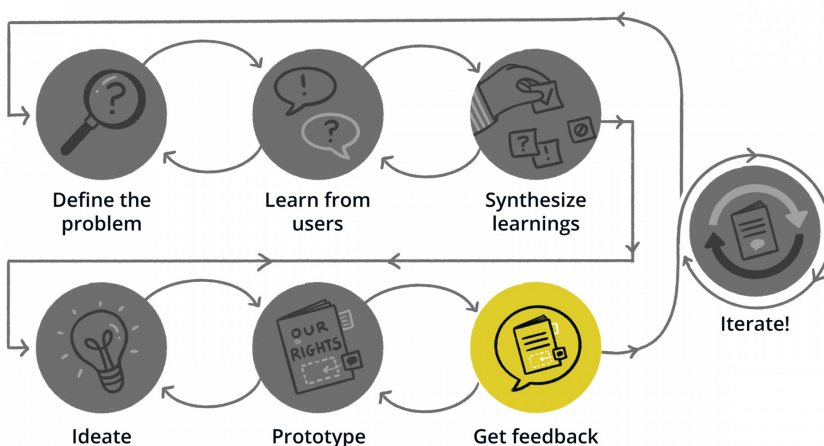 ?
!
?
?
!
Define the
problem
Learn from
users
Synthesize
learnings
OUR
RIGHTS
Iterate!
Ideate
Prototype
Get feedback